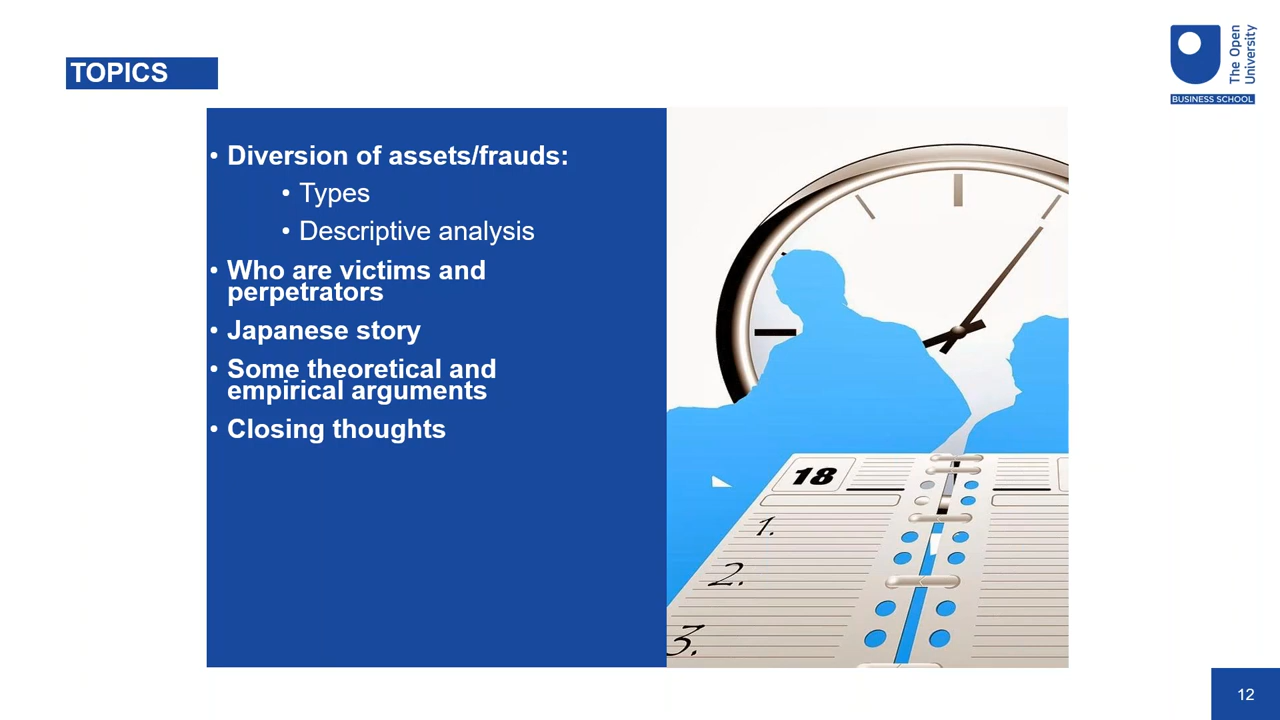 TOPICS
The Open
University
BUSINESS SCHOOL
• Diversion of assets/frauds:
• Types
• Descriptive analysis
• Who are victims and
perpetrators
• Japanese story
• Some theoretical and
empirical arguments
• Closing thoughts
18
1.
2.
3.
12